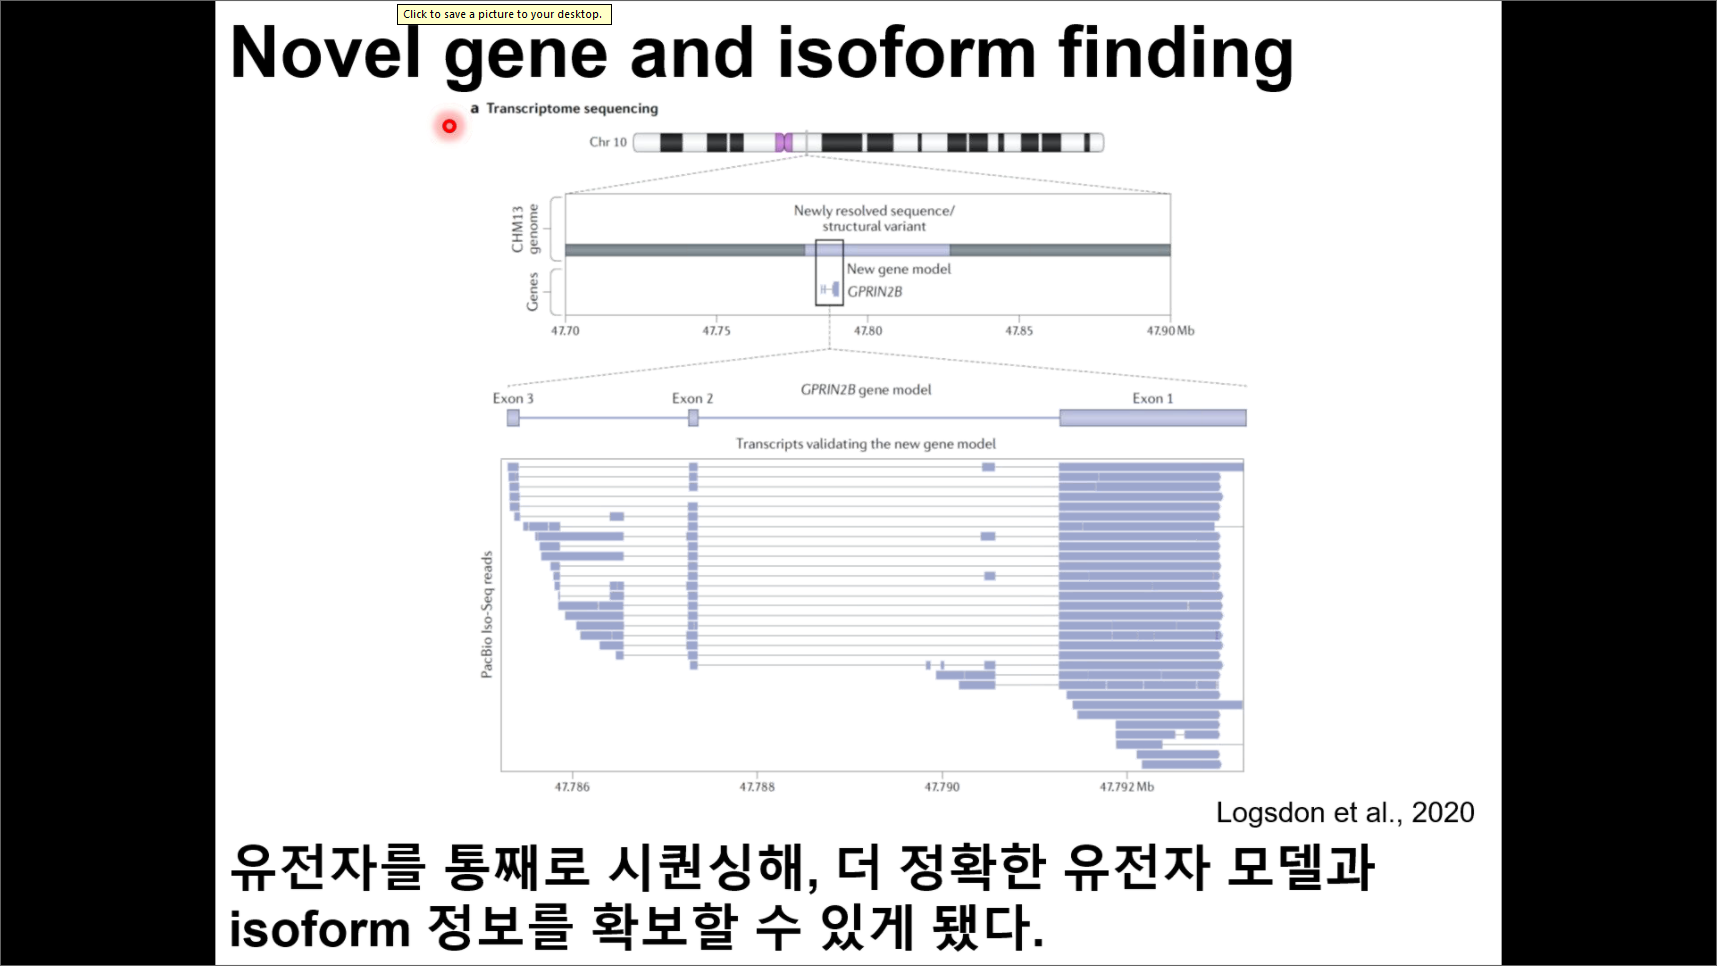 Click to save a picture to your desktop.
Novel gene and isoform finding
a Transcriptome sequencing
Chr 10
CHM13
genome
Newly resolved sequence/
structural variant
Genes
New gene model
GPRIN2B
47.70 47.75 47.80 47.85 47.90 Mb
GPRIN2B gene model
Exon 3 Exon 2 Exon 1
Transcripts validating the new gene model
PacBio Iso-Seq reads
47.786 47.788 47.790 47.792 Mb
Logsdon et al., 2020
유전자를 통째로 시퀀싱해, 더 정확한 유전자 모델과
isoform 정보를 확보할 수 있게 됐다.